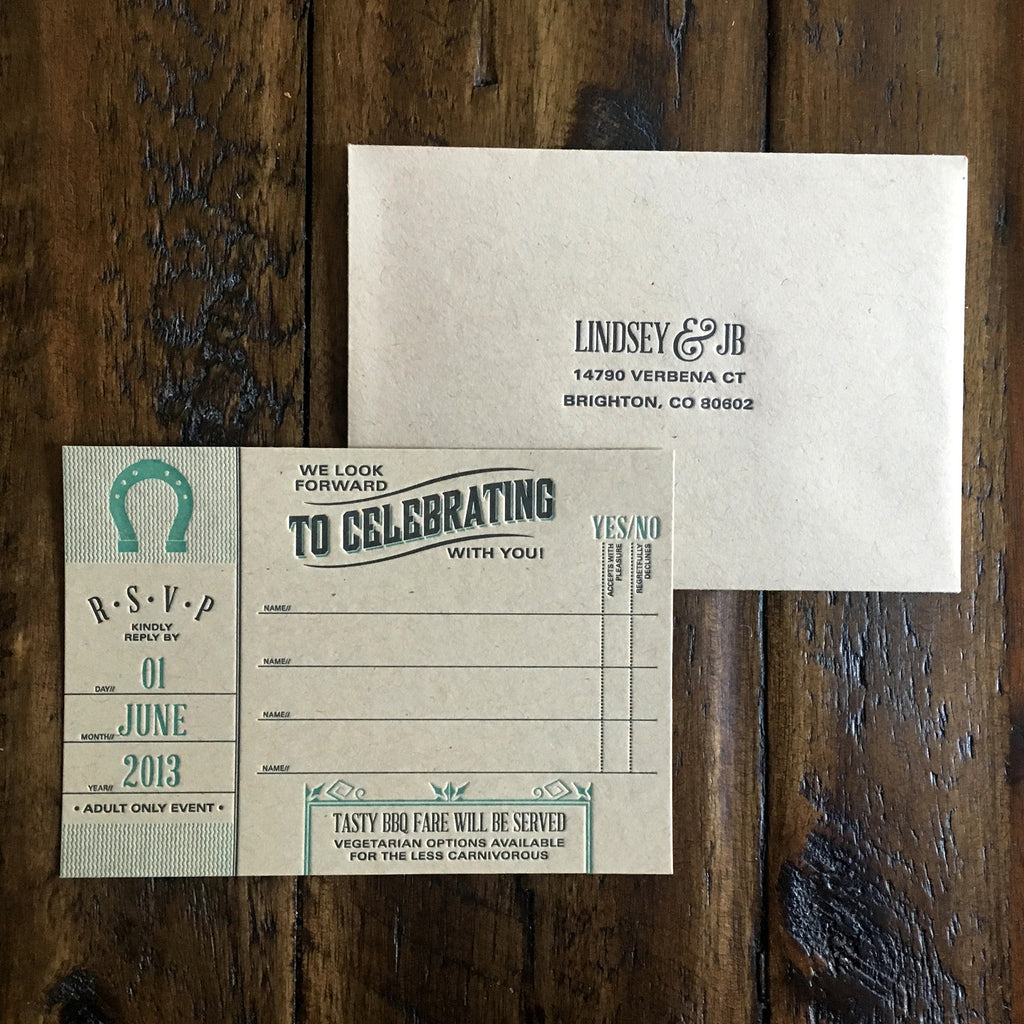 LINDSEY & JB
14790 VERBENA CT
BRIGHTON, CO 80602
R·S·V·P
KINDLY
REPLY BY
DAY// 01
MONTH// JUNE
YEAR// 2013
• ADULT ONLY EVENT •
WE LOOK
FORWARD
TO CELEBRATING
WITH YOU!
YES/NO
ACCEPTS WITH
PLEASURE
REGRETFULLY
DECLINES
NAME//
NAME//
NAME//
NAME//
TASTY BBQ FARE WILL BE SERVED
VEGETARIAN OPTIONS AVAILABLE
FOR THE LESS CARNIVOROUS